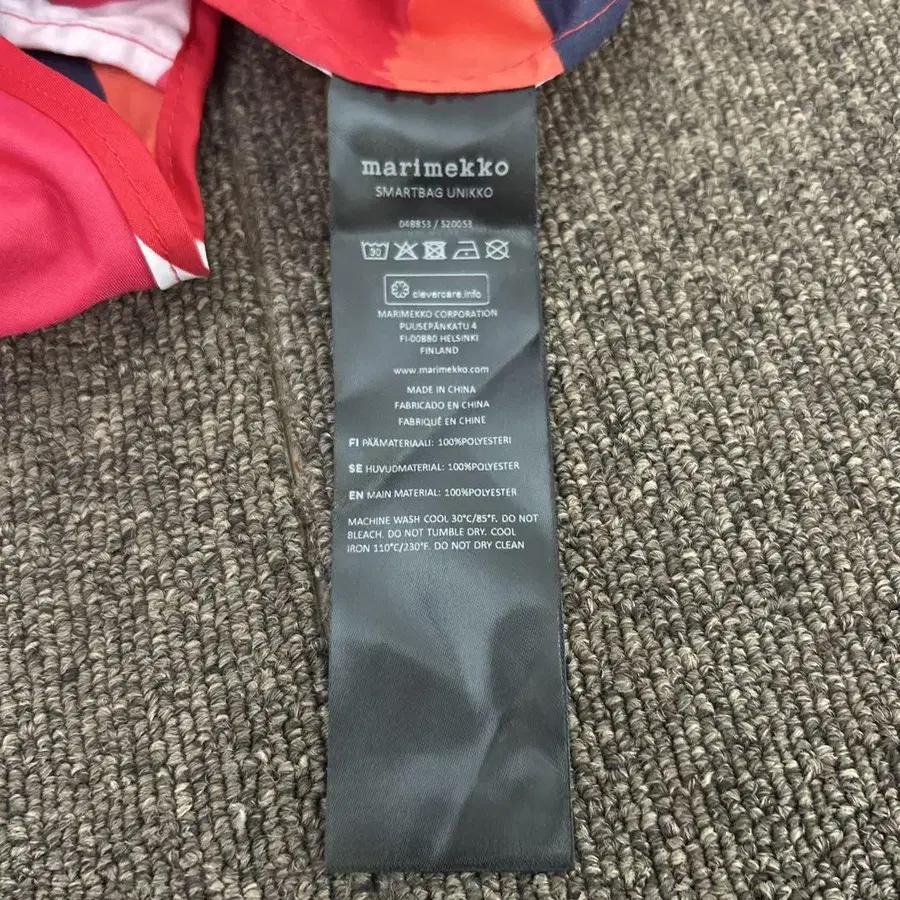 marimekko
SMARTBAG UNIKKO
048853 / 520053
30
clevercare.info
MARIMEKKO CORPORATION
PUUSEPÄNKATU 4
FI-00880 HELSINKI
FINLAND
www.marimekko.com
MADE IN CHINA
FABRICADO EN CHINA
FABRIQUÉ EN CHINE
FI PÄÄMATERIAALI: 100%POLYESTERI
SE HUVUDMATERIAL: 100%POLYESTER
EN MAIN MATERIAL: 100%POLYESTER
MACHINE WASH COOL 30°C/85°F. DO NOT
BLEACH. DO NOT TUMBLE DRY. COOL
IRON 110°C/230°F. DO NOT DRY CLEAN